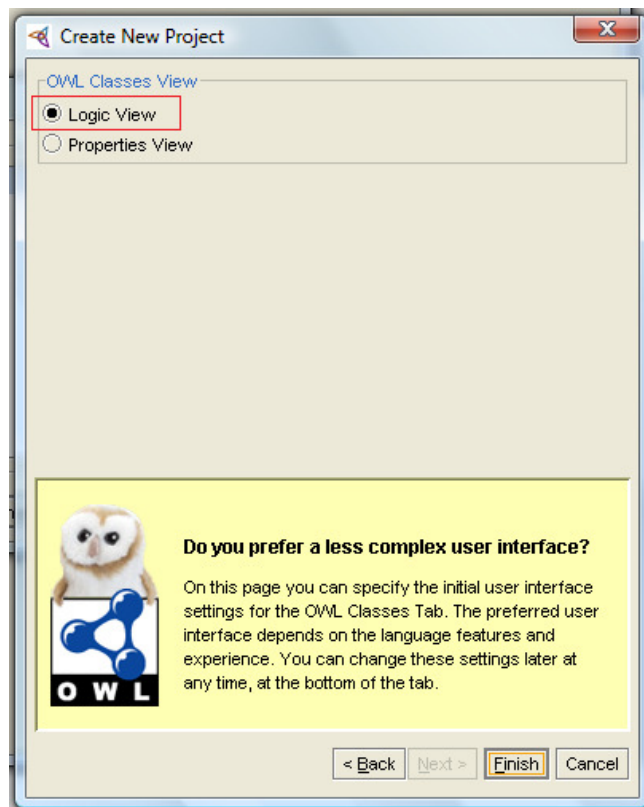 Create New Project
OWL Classes View
Logic View
Properties View
Do you prefer a less complex user interface?
On this page you can specify the initial user interface
settings for the OWL Classes Tab. The preferred user
interface depends on the language features and
experience. You can change these settings later at
any time, at the bottom of the tab.
OWL
< Back Next > Finish Cancel